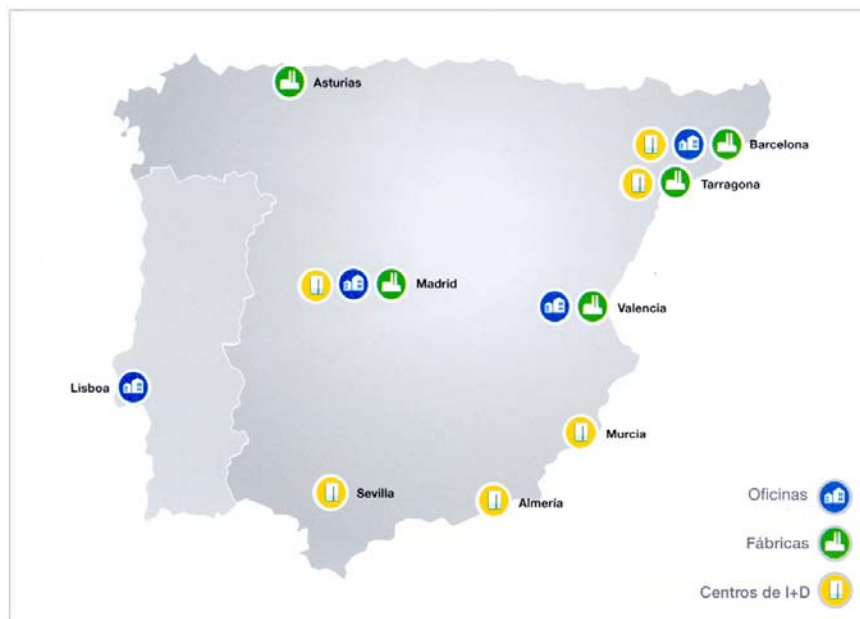 Asturias
Barcelona
Tarragona
Madrid
Valencia
Lisboa
Murcia
Sevilla
Almería
Oficinas
Fábricas
Centros de I+D